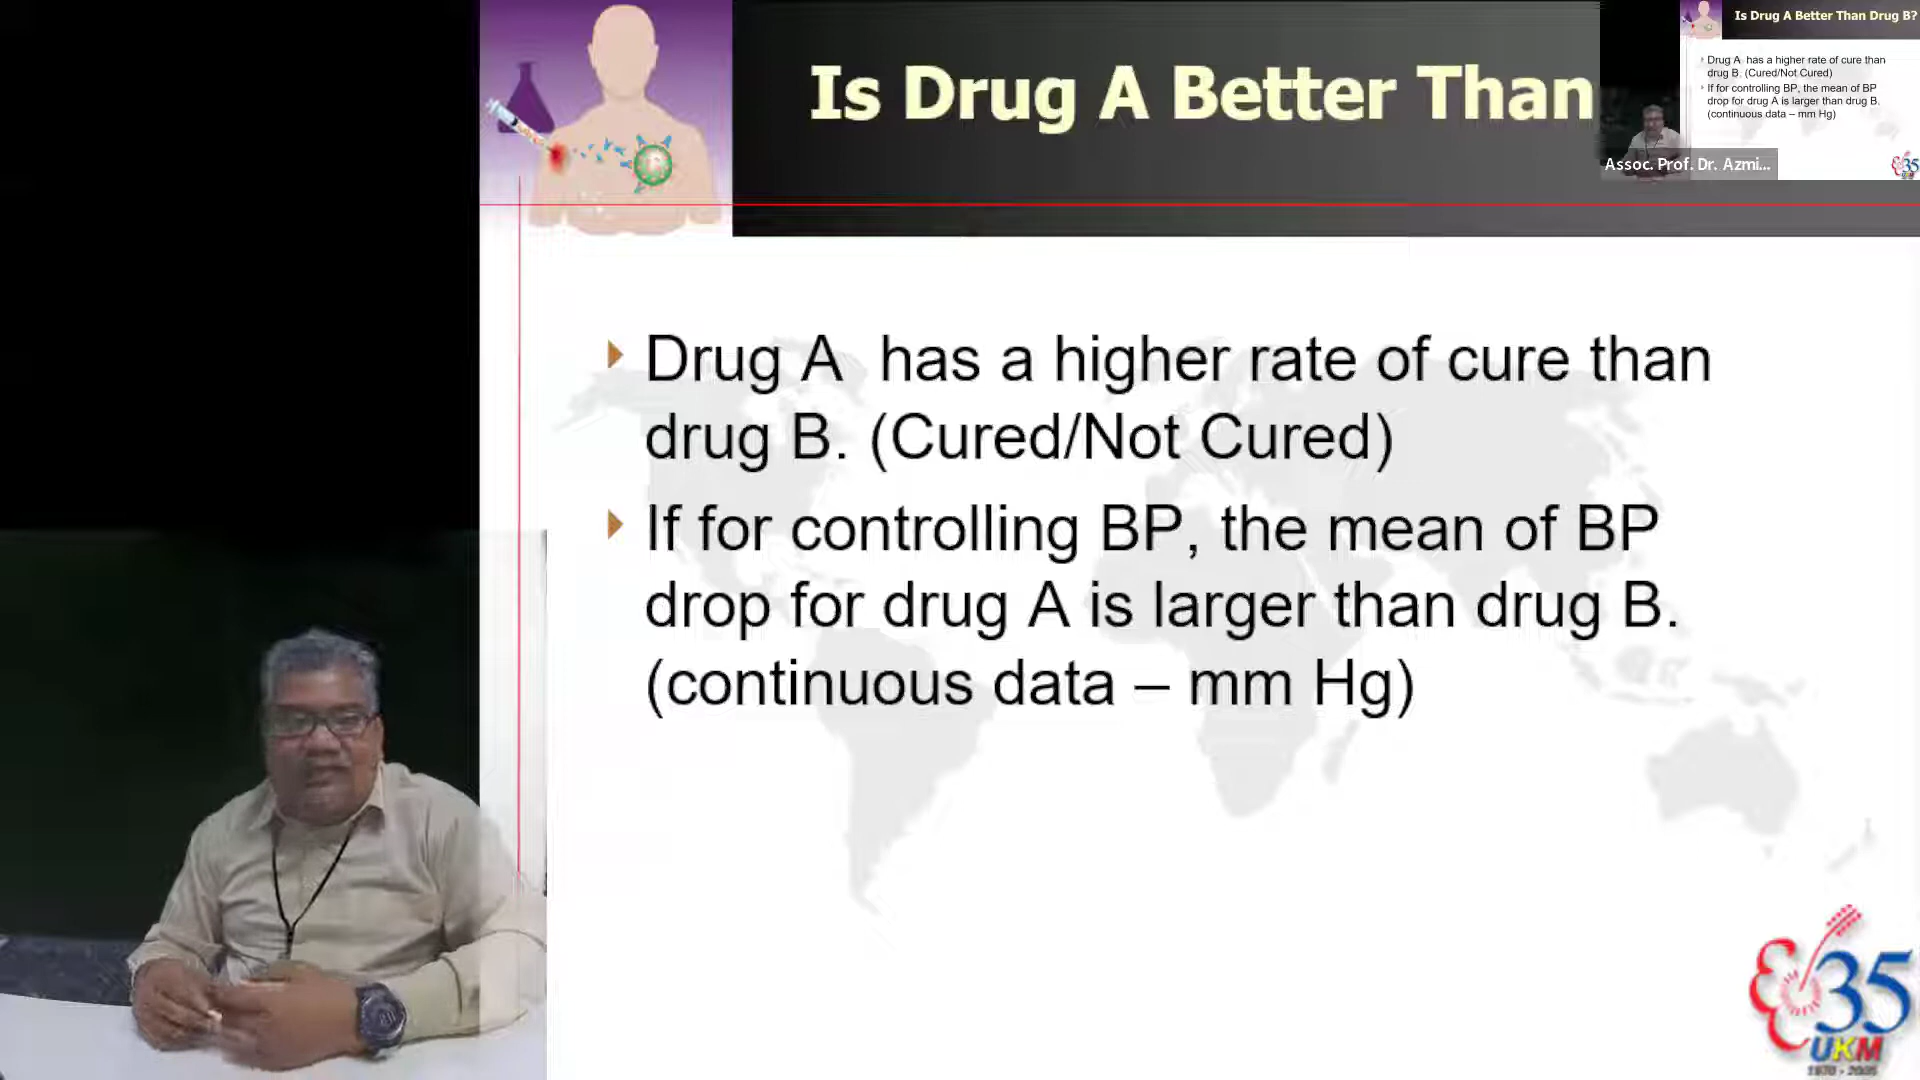 Is Drug A Better Than
Is Drug A Better Than Drug B?
Drug A has a higher rate of cure than
drug B. (Cured/Not Cured)
If for controlling BP, the mean of BP
drop for drug A is larger than drug B.
(continuous data – mm Hg)
Assoc. Prof. Dr. Azmi...
35
Drug A has a higher rate of cure than
drug B. (Cured/Not Cured)
If for controlling BP, the mean of BP
drop for drug A is larger than drug B.
(continuous data – mm Hg)
35
UKM